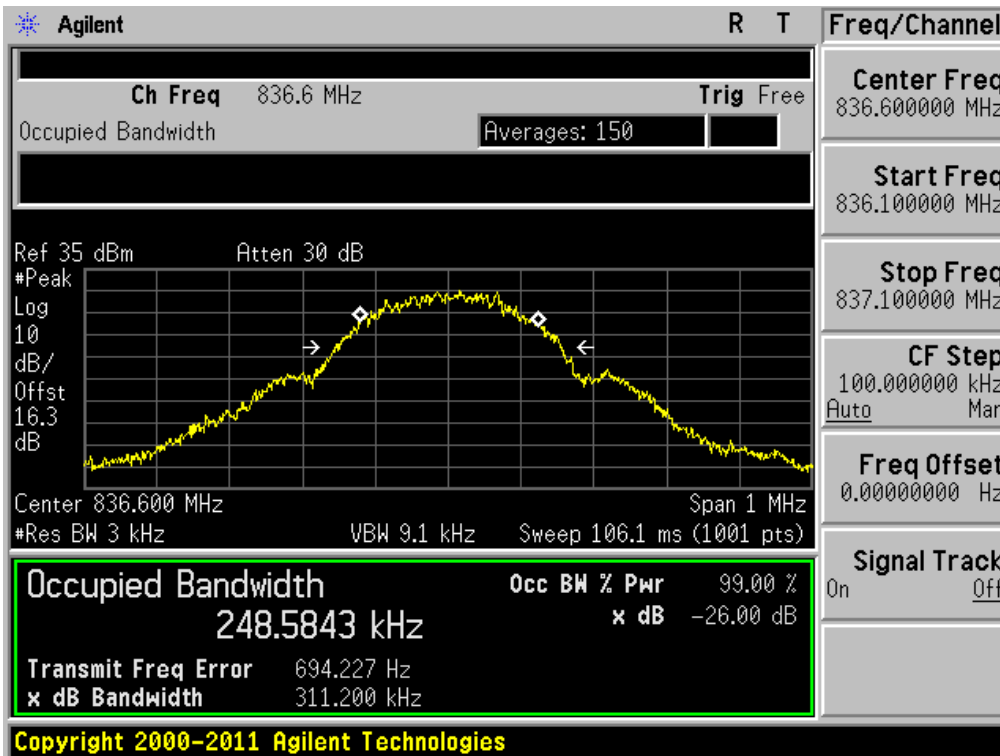 Agilent R T
Ch Freq 836.6 MHz Trig Free
Occupied Bandwidth Averages: 150
Ref 35 dBm Atten 30 dB
#Peak
Log
10
dB/
Offst
16.3
dB
Center 836.600 MHz Span 1 MHz
#Res BW 3 kHz VBW 9.1 kHz Sweep 106.1 ms (1001 pts)
Occupied Bandwidth Occ BW % Pwr 99.00 %
248.5843 kHz x dB -26.00 dB
Transmit Freq Error 694.227 Hz
x dB Bandwidth 311.200 kHz
Copyright 2000-2011 Agilent Technologies
Freq/Channel
Center Freq
836.600000 MHz
Start Freq
836.100000 MHz
Stop Freq
837.100000 MHz
CF Step
100.000000 kHz
Auto Man
Freq Offset
0.00000000 Hz
Signal Track
On Off